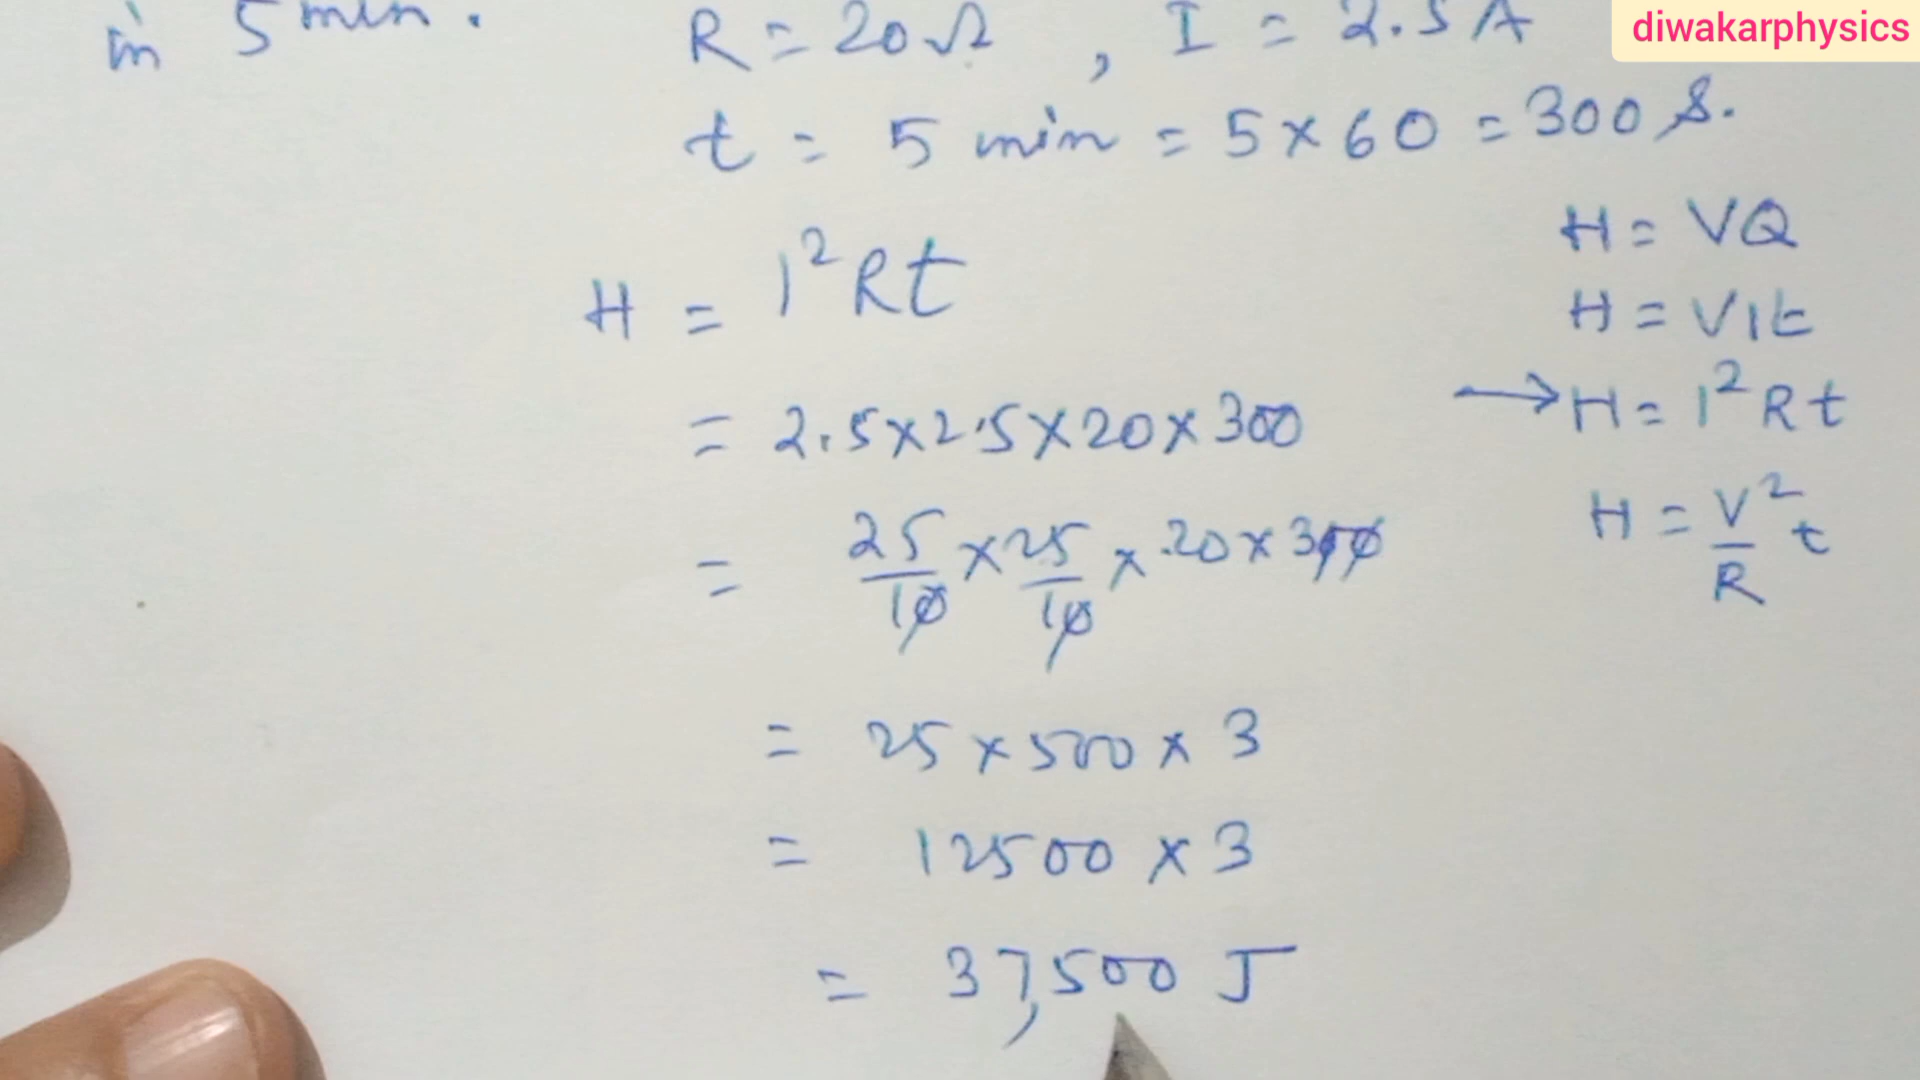 diwakarphysics
in 5 min.
R = 20 Ω , I = 2.5 A
t = 5 min = 5 × 60 = 300 s.
H = VQ
H = I²Rt
H = VIt
= 2.5 × 2.5 × 20 × 300
→ H = I²Rt
= 25/10 × 25/10 × 20 × 300
H = V²/R t
= 25 × 500 × 3
= 12500 × 3
= 37,500 J